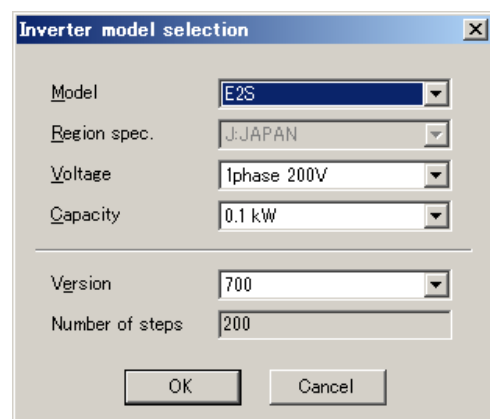 Inverter model selection
Model E2S
Region spec. J:JAPAN
Voltage 1phase 200V
Capacity 0.1 kW
Version 700
Number of steps 200
OK Cancel